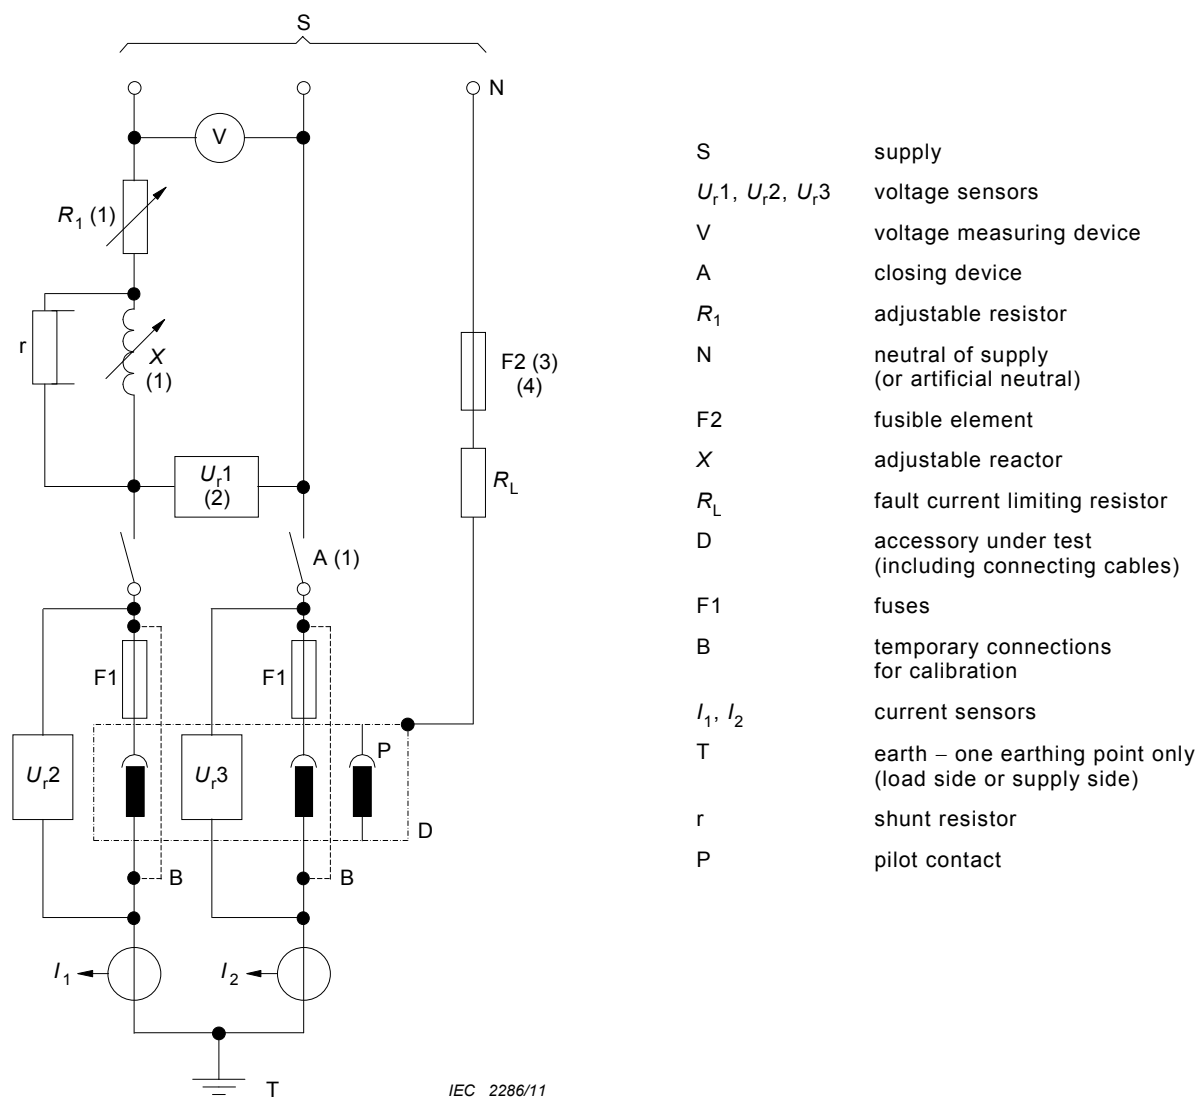 S
N
V
R1 (1)
r
X
(1)
F2 (3)
(4)
Ur1
(2)
RL
A (1)
F1
F1
P
Ur2
Ur3
D
B
B
I1
I2
T
IEC 2286/11
S supply
Ur1, Ur2, Ur3 voltage sensors
V voltage measuring device
A closing device
R1 adjustable resistor
N neutral of supply
(or artificial neutral)
F2 fusible element
X adjustable reactor
RL fault current limiting resistor
D accessory under test
(including connecting cables)
F1 fuses
B temporary connections
for calibration
I1, I2 current sensors
T earth – one earthing point only
(load side or supply side)
r shunt resistor
P pilot contact